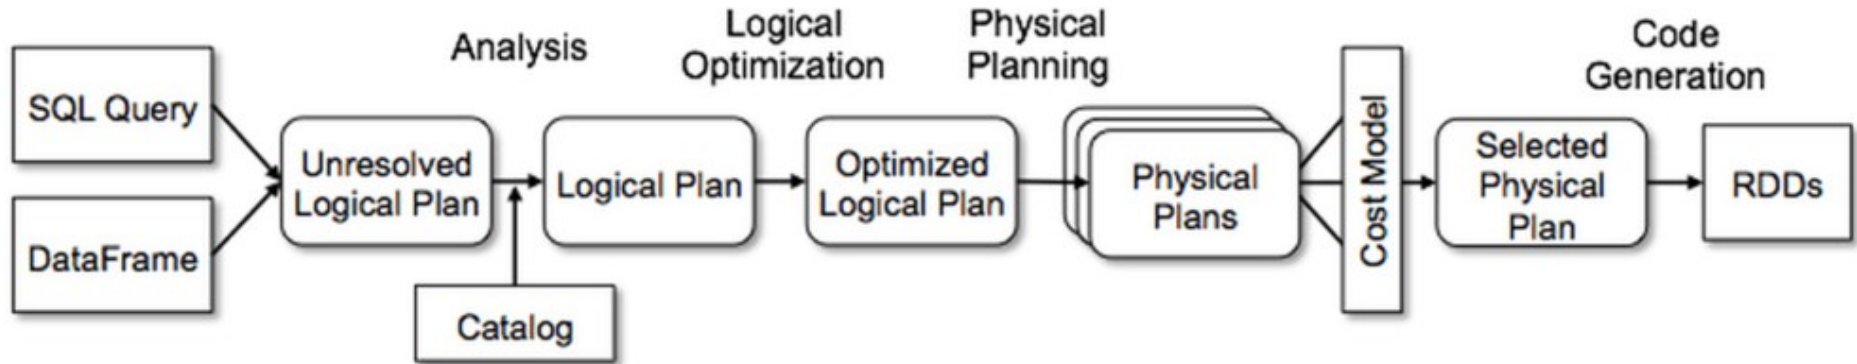 Analysis
Logical
Optimization
Physical
Planning
Code
Generation
SQL Query
DataFrame
Unresolved
Logical Plan
Catalog
Logical Plan
Optimized
Logical Plan
Physical
Plans
Cost Model
Selected
Physical
Plan
RDDs